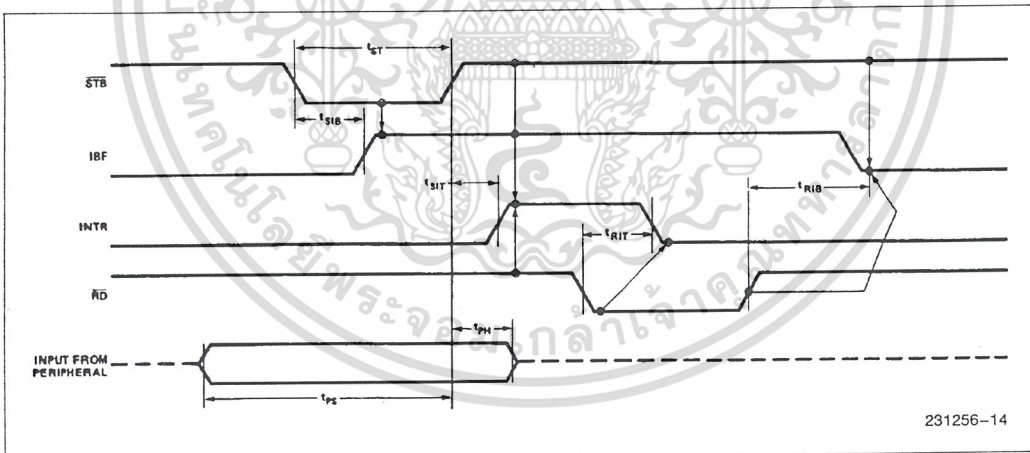 tST
STB
tSIB
IBF
tSIT
tRIB
INTR
tRIT
RD
tPH
INPUT FROM
PERIPHERAL
tPS
231256–14